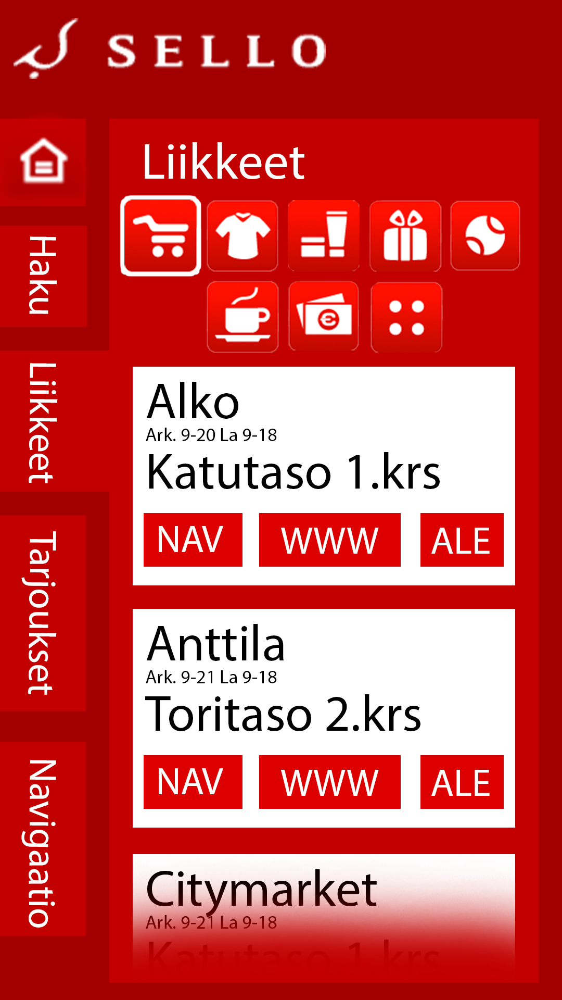 SELLO
Haku
Liikkeet
Tarjoukset
Navigaatio
Liikkeet
Alko
Ark. 9-20 La 9-18
Katutaso 1.krs
NAV
WWW
ALE
Anttila
Ark. 9-21 La 9-18
Toritaso 2.krs
NAV
WWW
ALE
Citymarket
Ark. 9-21 La 9-18
Katutaso 1.krs